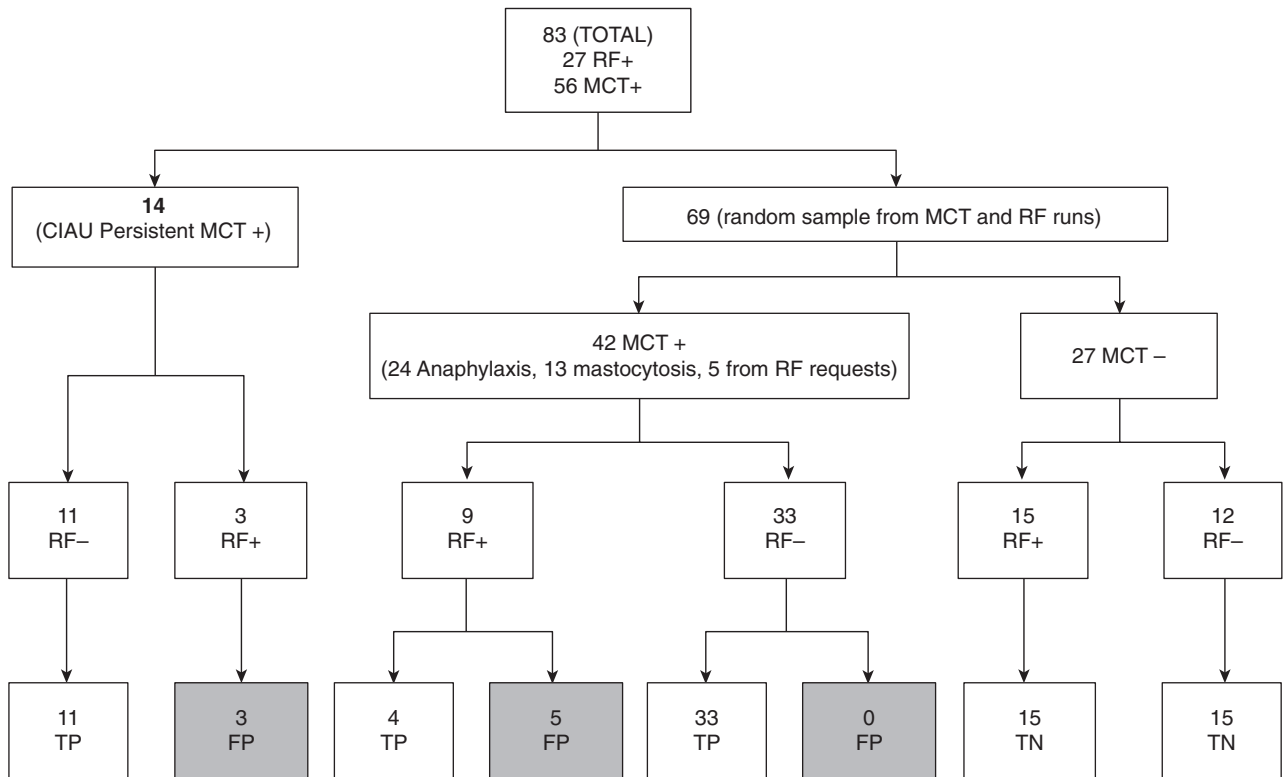 83 (TOTAL)
27 RF+
56 MCT+
14
(CIAU Persistent MCT +)
69 (random sample from MCT and RF runs)
42 MCT +
(24 Anaphylaxis, 13 mastocytosis, 5 from RF requests)
27 MCT –
11
RF–
3
RF+
9
RF+
33
RF–
15
RF+
12
RF–
11
TP
3
FP
4
TP
5
FP
33
TP
0
FP
15
TN
15
TN